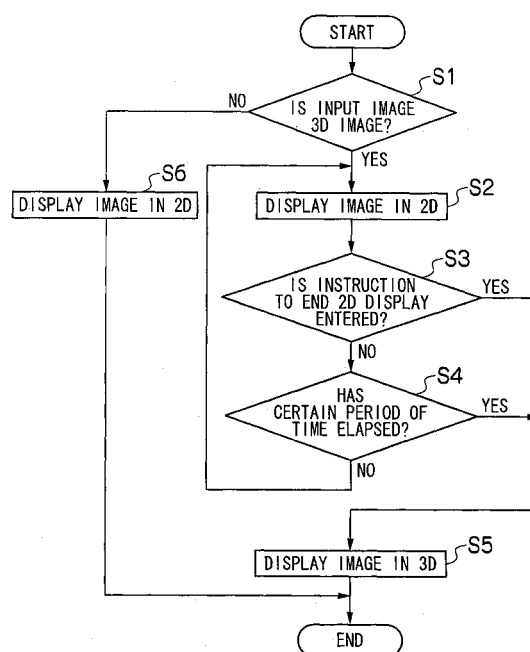 START
S1
IS INPUT IMAGE
3D IMAGE?
NO
YES
S6
DISPLAY IMAGE IN 2D
S2
DISPLAY IMAGE IN 2D
S3
IS INSTRUCTION
TO END 2D DISPLAY
ENTERED?
YES
NO
S4
HAS
CERTAIN PERIOD OF
TIME ELAPSED?
YES
NO
S5
DISPLAY IMAGE IN 3D
END